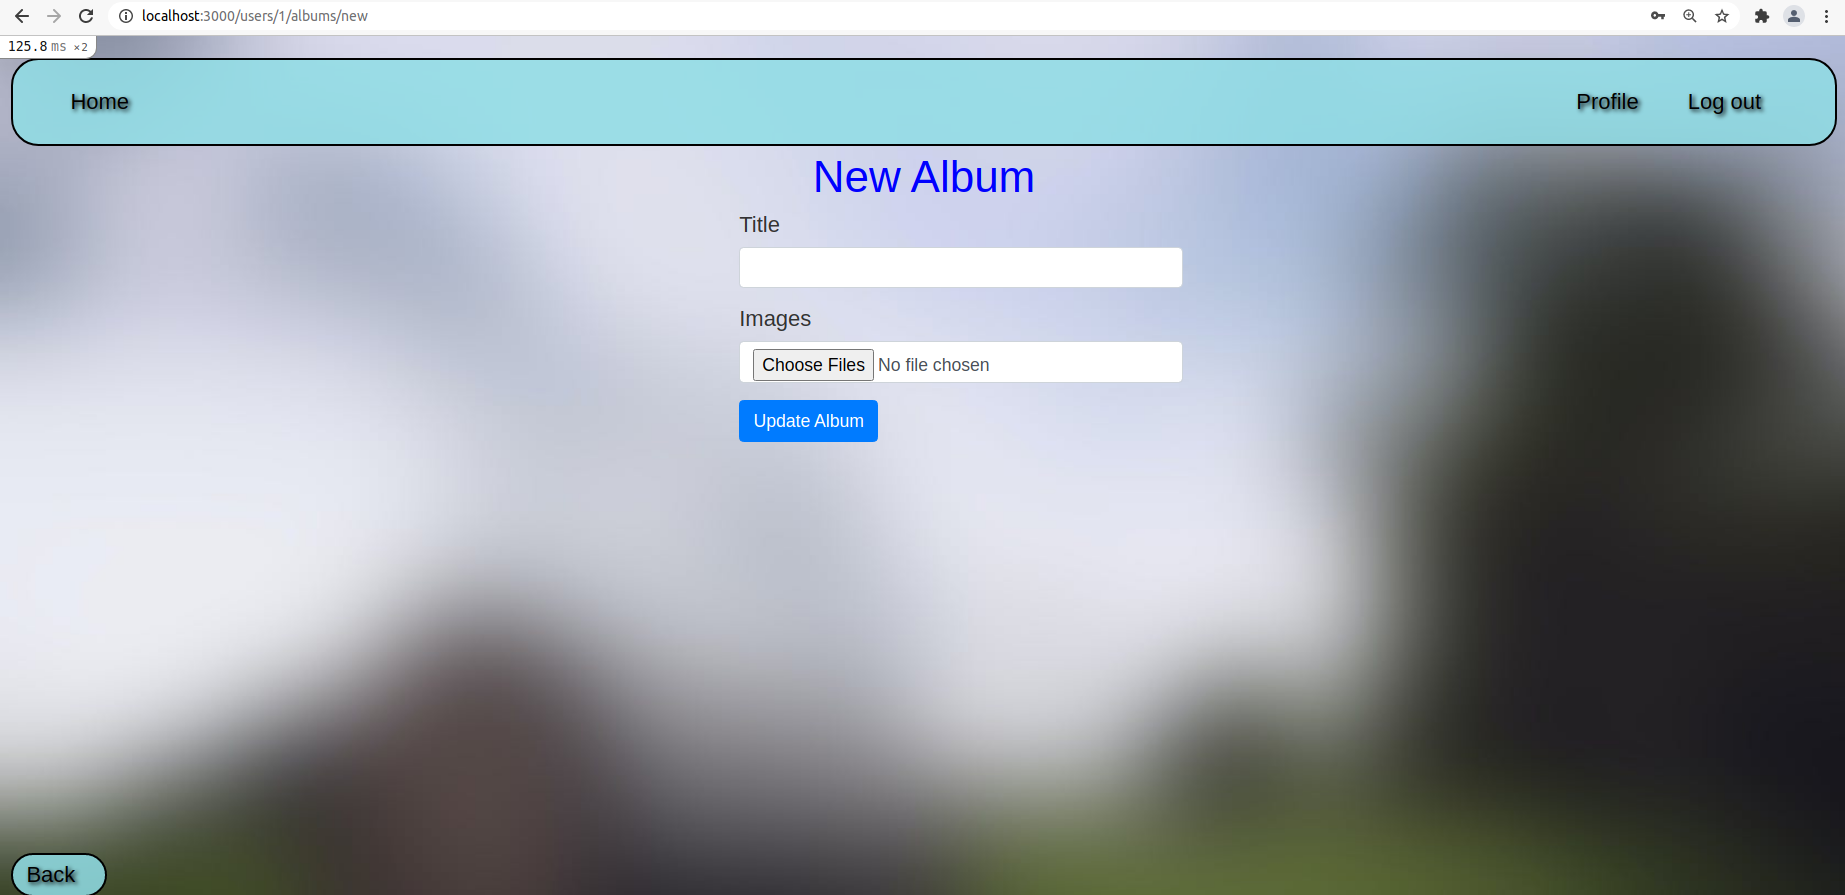 localhost:3000/users/1/albums/new
125.8 ms ×2
Home Profile Log out
New Album
Title
Images
Choose Files No file chosen
Update Album
Back